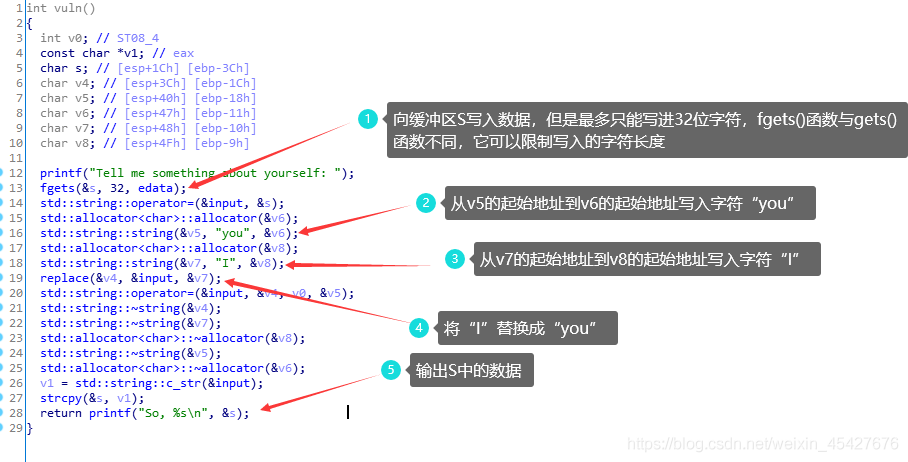 1 int vuln()
2 {
3 int v0; // ST08_4
4 const char *v1; // eax
5 char s; // [esp+1Ch] [ebp-3Ch]
6 char v4; // [esp+3Ch] [ebp-1Ch]
7 char v5; // [esp+40h] [ebp-18h]
8 char v6; // [esp+47h] [ebp-11h]
9 char v7; // [esp+48h] [ebp-10h]
10 char v8; // [esp+4Fh] [ebp-9h]
11
12 printf("Tell me something about yourself: ");
13 fgets(&s, 32, edata);
14 std::string::operator=(&input, &s);
15 std::allocator<char>::allocator(&v6);
16 std::string::string(&v5, "you", &v6);
17 std::allocator<char>::allocator(&v8);
18 std::string::string(&v7, "I", &v8);
19 replace(&v4, &input, &v7);
20 std::string::operator=(&input, &v4, v0, &v5);
21 std::string::~string(&v4);
22 std::string::~string(&v7);
23 std::allocator<char>::~allocator(&v8);
24 std::string::~string(&v5);
25 std::allocator<char>::~allocator(&v6);
26 v1 = std::string::c_str(&input);
27 strcpy(&s, v1);
28 return printf("So, %s\n", &s);
29 }
1 向缓冲区S写入数据，但是最多只能写进32位字符，fgets()函数与gets()
函数不同，它可以限制写入的字符长度
2 从v5的起始地址到v6的起始地址写入字符“you”
3 从v7的起始地址到v8的起始地址写入字符“I”
4 将“I”替换成“you”
5 输出S中的数据
https://blog.csdn.net/weixin_45427676